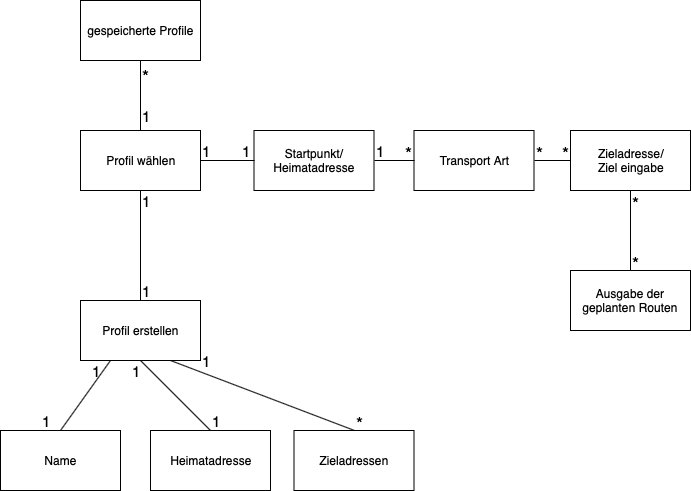 gespeicherte Profile
*
1
Profil wählen
1
1
Startpunkt/
Heimatadresse
1
*
Transport Art
*
*
Zieladresse/
Ziel eingabe
1
*
1
*
Profil erstellen
Ausgabe der
geplanten Routen
1
1
1
1
1
*
Name
Heimatadresse
Zieladressen